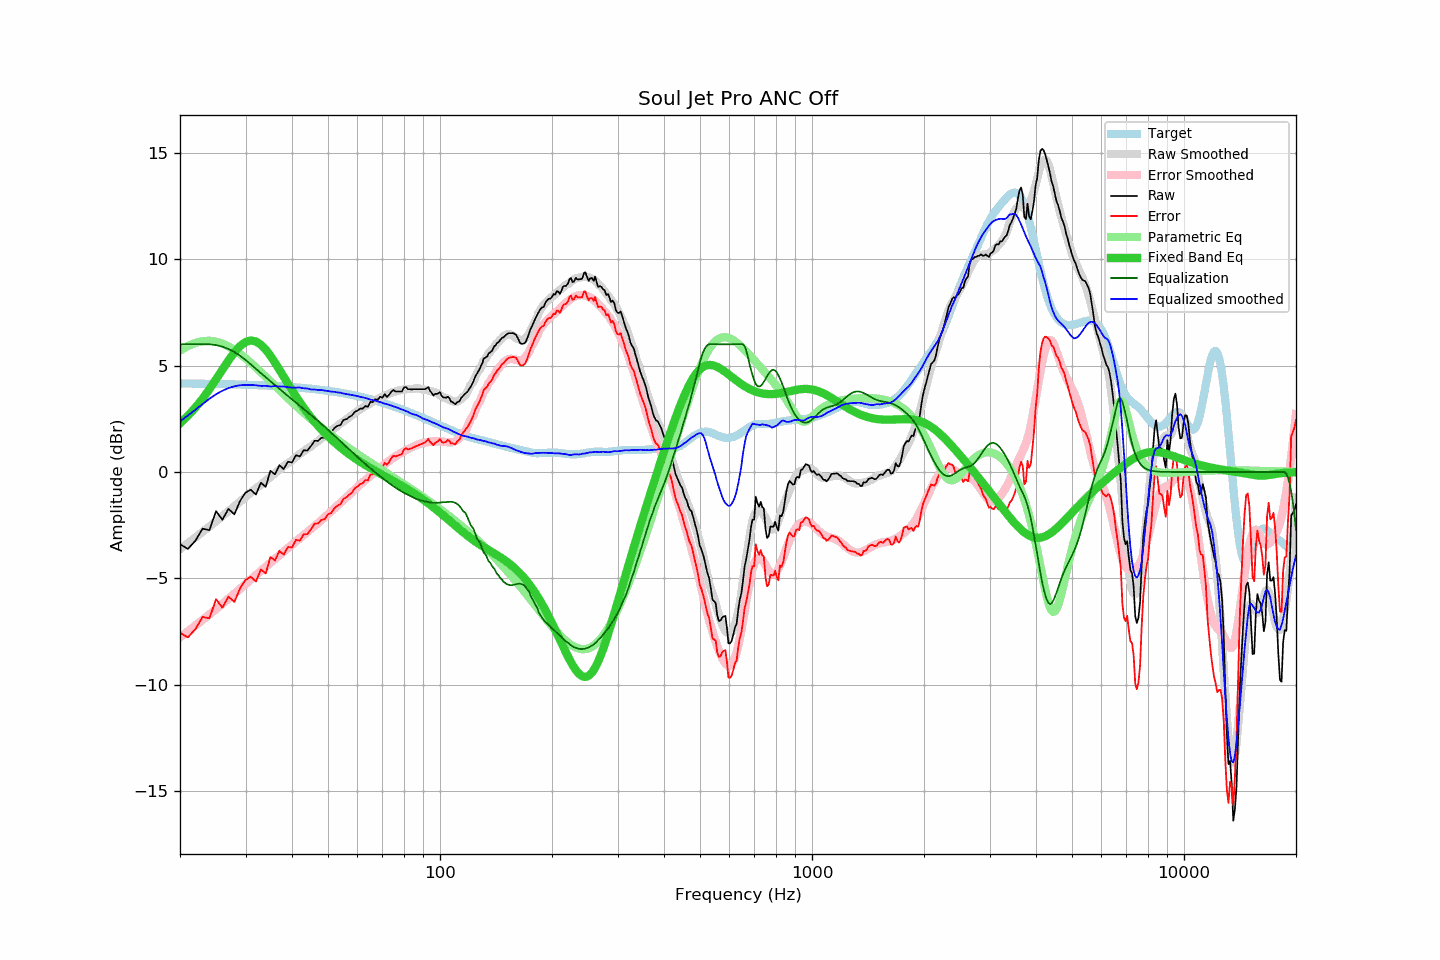 Soul Jet Pro ANC Off
Target
Raw Smoothed
Error Smoothed
Raw
Error
Parametric Eq
Fixed Band Eq
Equalization
Equalized smoothed
15
10
5
0
−5
−10
−15
Amplitude (dBr)
100
1000
10000
Frequency (Hz)